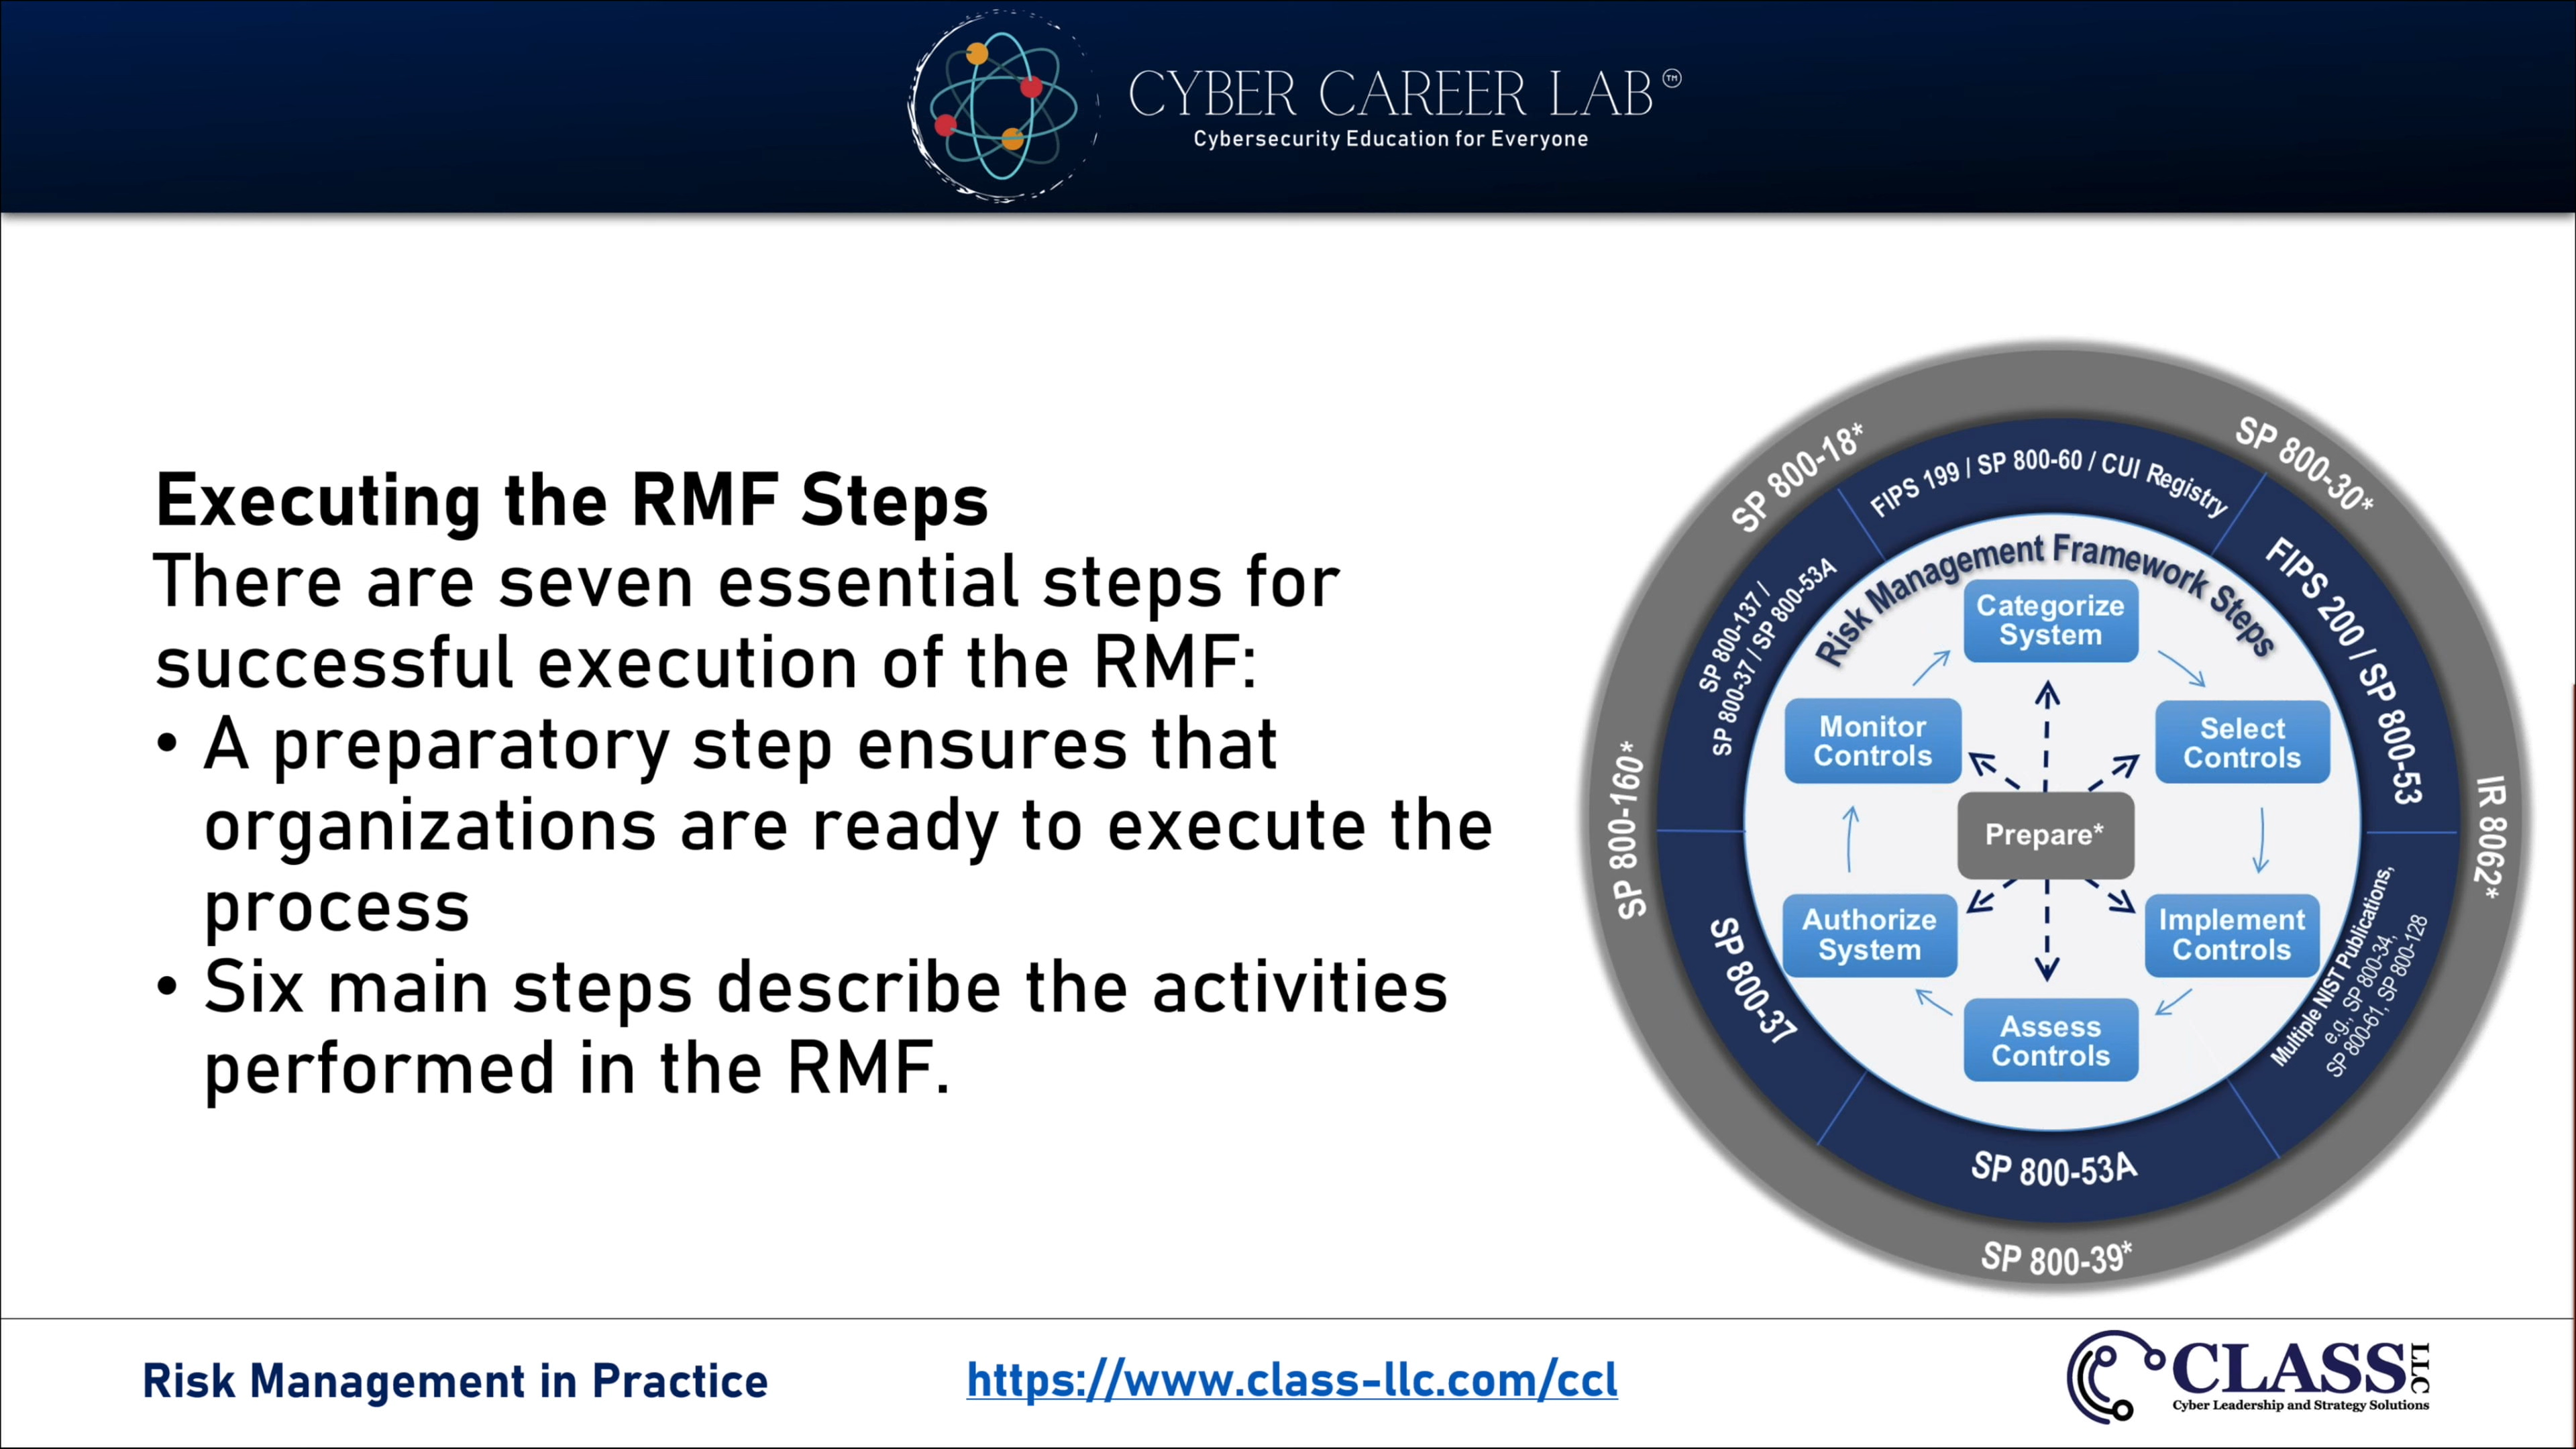 CYBER CAREER LAB™
Cybersecurity Education for Everyone
Executing the RMF Steps
There are seven essential steps for
successful execution of the RMF:
• A preparatory step ensures that
organizations are ready to execute the
process
• Six main steps describe the activities
performed in the RMF.
SP 800-18*
SP 800-30*
IR 8062*
SP 800-39*
SP 800-160*
FIPS 199 / SP 800-60 / CUI Registry
FIPS 200 / SP 800-53
Multiple NIST Publications,
e.g., SP 800-34,
SP 800-61, SP 800-128
SP 800-53A
SP 800-37
SP 800-137 /
SP 800-37 / SP 800-53A
Risk Management Framework Steps
Categorize
System
Select
Controls
Implement
Controls
Assess
Controls
Authorize
System
Monitor
Controls
Prepare*
Risk Management in Practice
https://www.class-llc.com/ccl
CLASS LLC
Cyber Leadership and Strategy Solutions